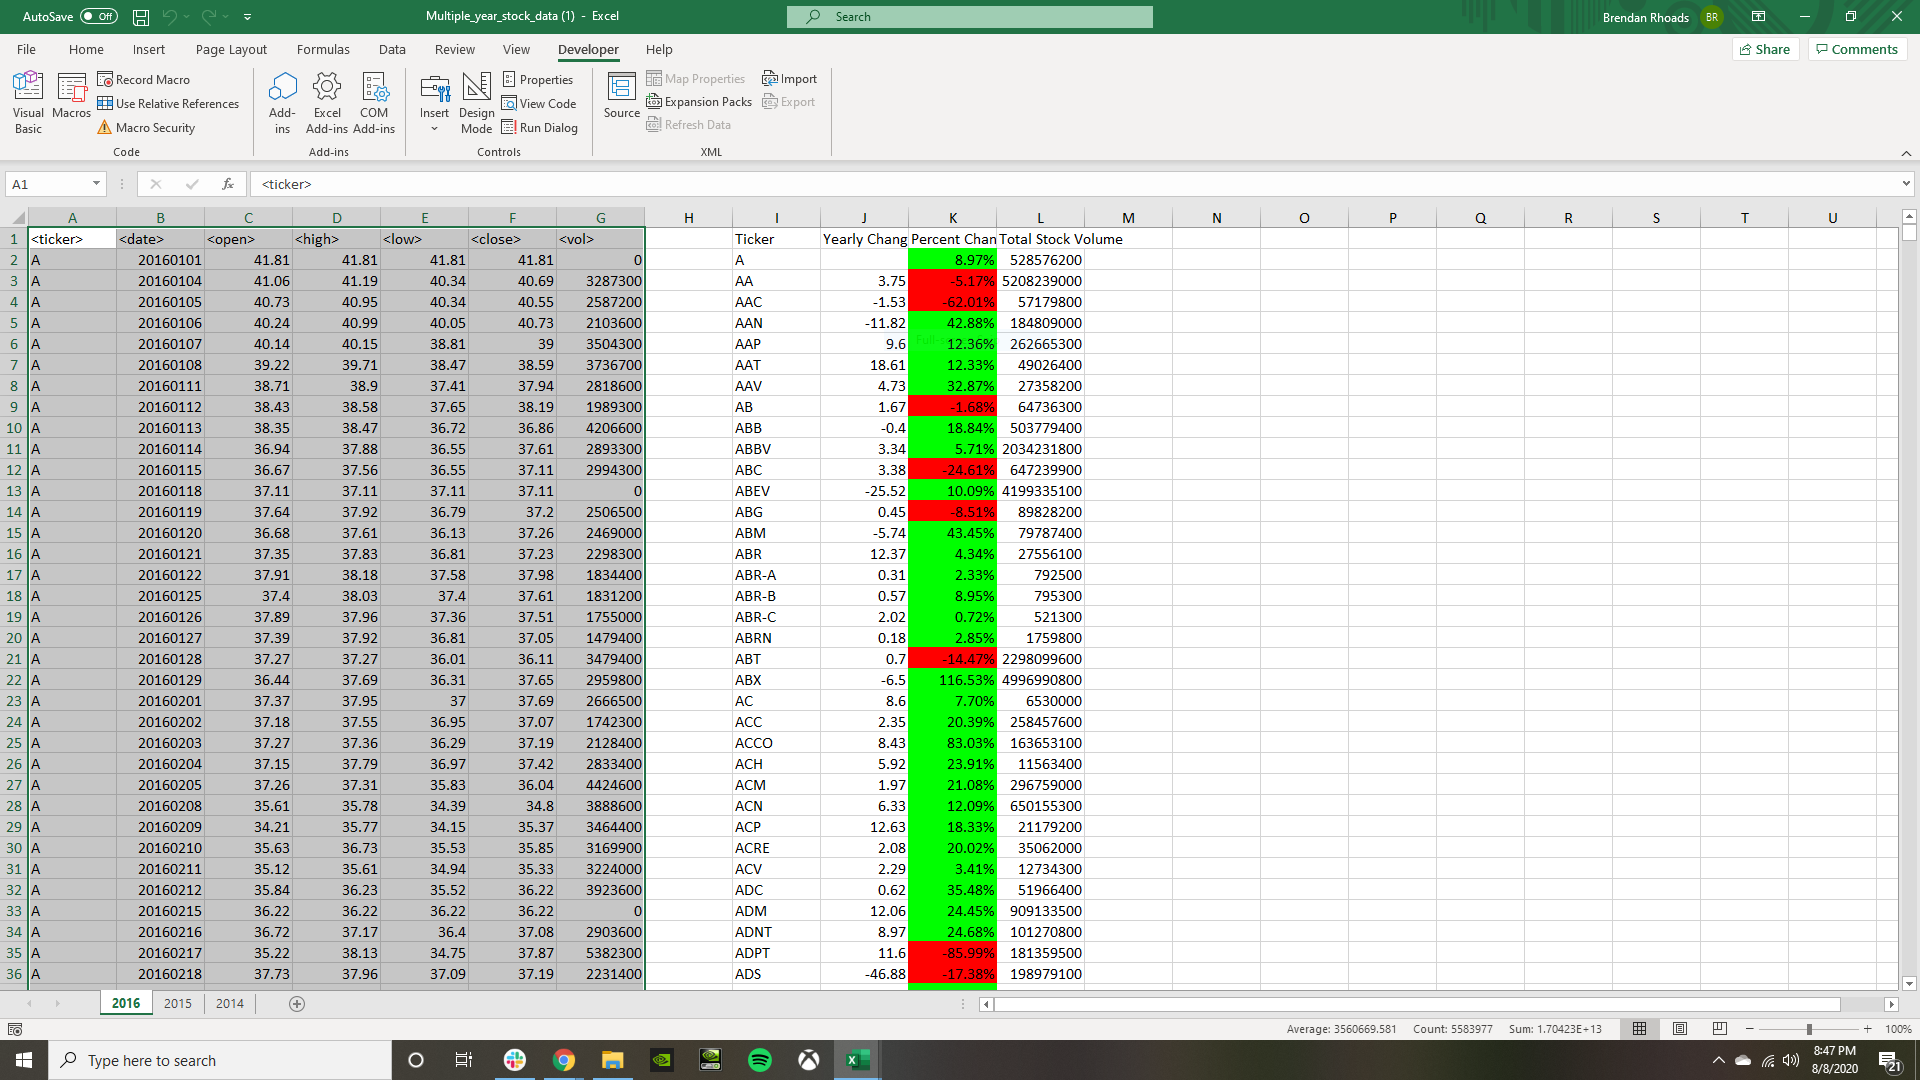 AutoSave Off Multiple_year_stock_data (1) - Excel Search Brendan Rhoads BR
File Home Insert Page Layout Formulas Data Review View Developer Help Share Comments
Visual Basic Macros Record Macro Use Relative References Macro Security Add-ins Excel Add-ins COM Add-ins Insert Design Mode Properties View Code Run Dialog Source Map Properties Expansion Packs Refresh Data Import Export
Code Add-ins Controls XML
A1 fx <ticker>
A B C D E F G H I J K L M N O P Q R S T U
1 <ticker> <date> <open> <high> <low> <close> <vol> Ticker Yearly Chang Percent Chan Total Stock Volume
2 A 20160101 41.81 41.81 41.81 41.81 0 A 8.97% 528576200
3 A 20160104 41.06 41.19 40.34 40.69 3287300 AA 3.75 -5.17% 5208239000
4 A 20160105 40.73 40.95 40.34 40.55 2587200 AAC -1.53 -62.01% 57179800
5 A 20160106 40.24 40.99 40.05 40.73 2103600 AAN -11.82 42.88% 184809000
6 A 20160107 40.14 40.15 38.81 39 3504300 AAP 9.6 12.36% 262665300
7 A 20160108 39.22 39.71 38.47 38.59 3736700 AAT 18.61 12.33% 49026400
8 A 20160111 38.71 38.9 37.41 37.94 2818600 AAV 4.73 32.87% 27358200
9 A 20160112 38.43 38.58 37.65 38.19 1989300 AB 1.67 -1.68% 64736300
10 A 20160113 38.35 38.47 36.72 36.86 4206600 ABB -0.4 18.84% 503779400
11 A 20160114 36.94 37.88 36.55 37.61 2893300 ABBV 3.34 5.71% 2034231800
12 A 20160115 36.67 37.56 36.55 37.11 2994300 ABC 3.38 -24.61% 647239900
13 A 20160118 37.11 37.11 37.11 37.11 0 ABEV -25.52 10.09% 4199335100
14 A 20160119 37.64 37.92 36.79 37.2 2506500 ABG 0.45 -8.51% 89828200
15 A 20160120 36.68 37.61 36.13 37.26 2469000 ABM -5.74 43.45% 79787400
16 A 20160121 37.35 37.83 36.81 37.23 2298300 ABR 12.37 4.34% 27556100
17 A 20160122 37.91 38.18 37.58 37.98 1834400 ABR-A 0.31 2.33% 792500
18 A 20160125 37.4 38.03 37.4 37.61 1831200 ABR-B 0.57 8.95% 795300
19 A 20160126 37.89 37.96 37.36 37.51 1755000 ABR-C 2.02 0.72% 521300
20 A 20160127 37.39 37.92 36.81 37.05 1479400 ABRN 0.18 2.85% 1759800
21 A 20160128 37.27 37.27 36.01 36.11 3479400 ABT 0.7 -14.47% 2298099600
22 A 20160129 36.44 37.69 36.31 37.65 2959800 ABX -6.5 116.53% 4996990800
23 A 20160201 37.37 37.95 37 37.69 2666500 AC 8.6 7.70% 6530000
24 A 20160202 37.18 37.55 36.95 37.07 1742300 ACC 2.35 20.39% 258457600
25 A 20160203 37.27 37.36 36.29 37.19 2128400 ACCO 8.43 83.03% 163653100
26 A 20160204 37.15 37.79 36.97 37.42 2833400 ACH 5.92 23.91% 11563400
27 A 20160205 37.26 37.31 35.83 36.04 4424600 ACM 1.97 21.08% 296759000
28 A 20160208 35.61 35.78 34.39 34.8 3888600 ACN 6.33 12.09% 650155300
29 A 20160209 34.21 35.77 34.15 35.37 3464400 ACP 12.63 18.33% 21179200
30 A 20160210 35.63 36.73 35.53 35.85 3169900 ACRE 2.08 20.02% 35062000
31 A 20160211 35.12 35.61 34.94 35.33 3224000 ACV 2.29 3.41% 12734300
32 A 20160212 35.84 36.23 35.52 36.22 3923600 ADC 0.62 35.48% 51966400
33 A 20160215 36.22 36.22 36.22 36.22 0 ADM 12.06 24.45% 909133500
34 A 20160216 36.72 37.17 36.4 37.08 2903600 ADNT 8.97 24.68% 101270800
35 A 20160217 35.22 38.13 34.75 37.87 5382300 ADPT 11.6 -85.99% 181359500
36 A 20160218 37.73 37.96 37.09 37.19 2231400 ADS -46.88 -17.38% 198979100
2016 2015 2014
Average: 3560669.581 Count: 5583977 Sum: 1.70423E+13 100%
Type here to search 8:47 PM
8/8/2020 21